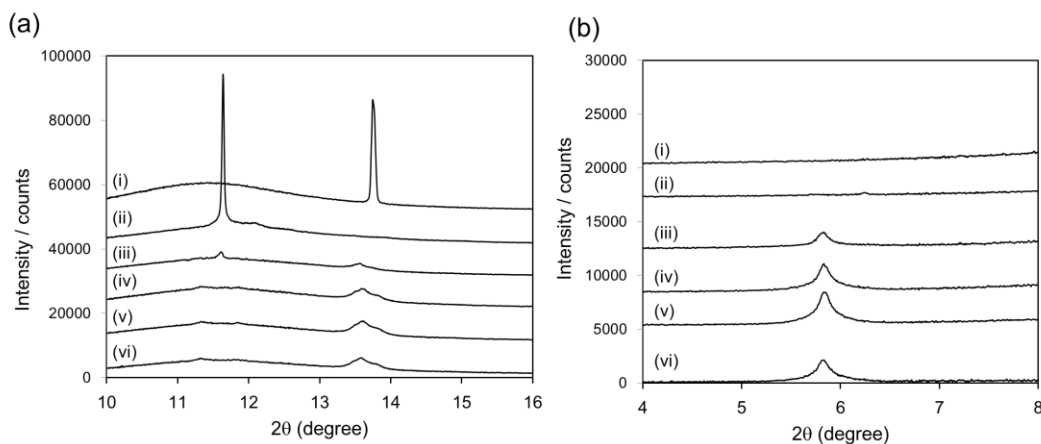 (a)
Intensity / counts
100000
80000
60000
40000
20000
0
(i)
(ii)
(iii)
(iv)
(v)
(vi)
10 11 12 13 14 15 16
2θ (degree)
(b)
Intensity / counts
30000
25000
20000
15000
10000
5000
0
(i)
(ii)
(iii)
(iv)
(v)
(vi)
4 5 6 7 8
2θ (degree)